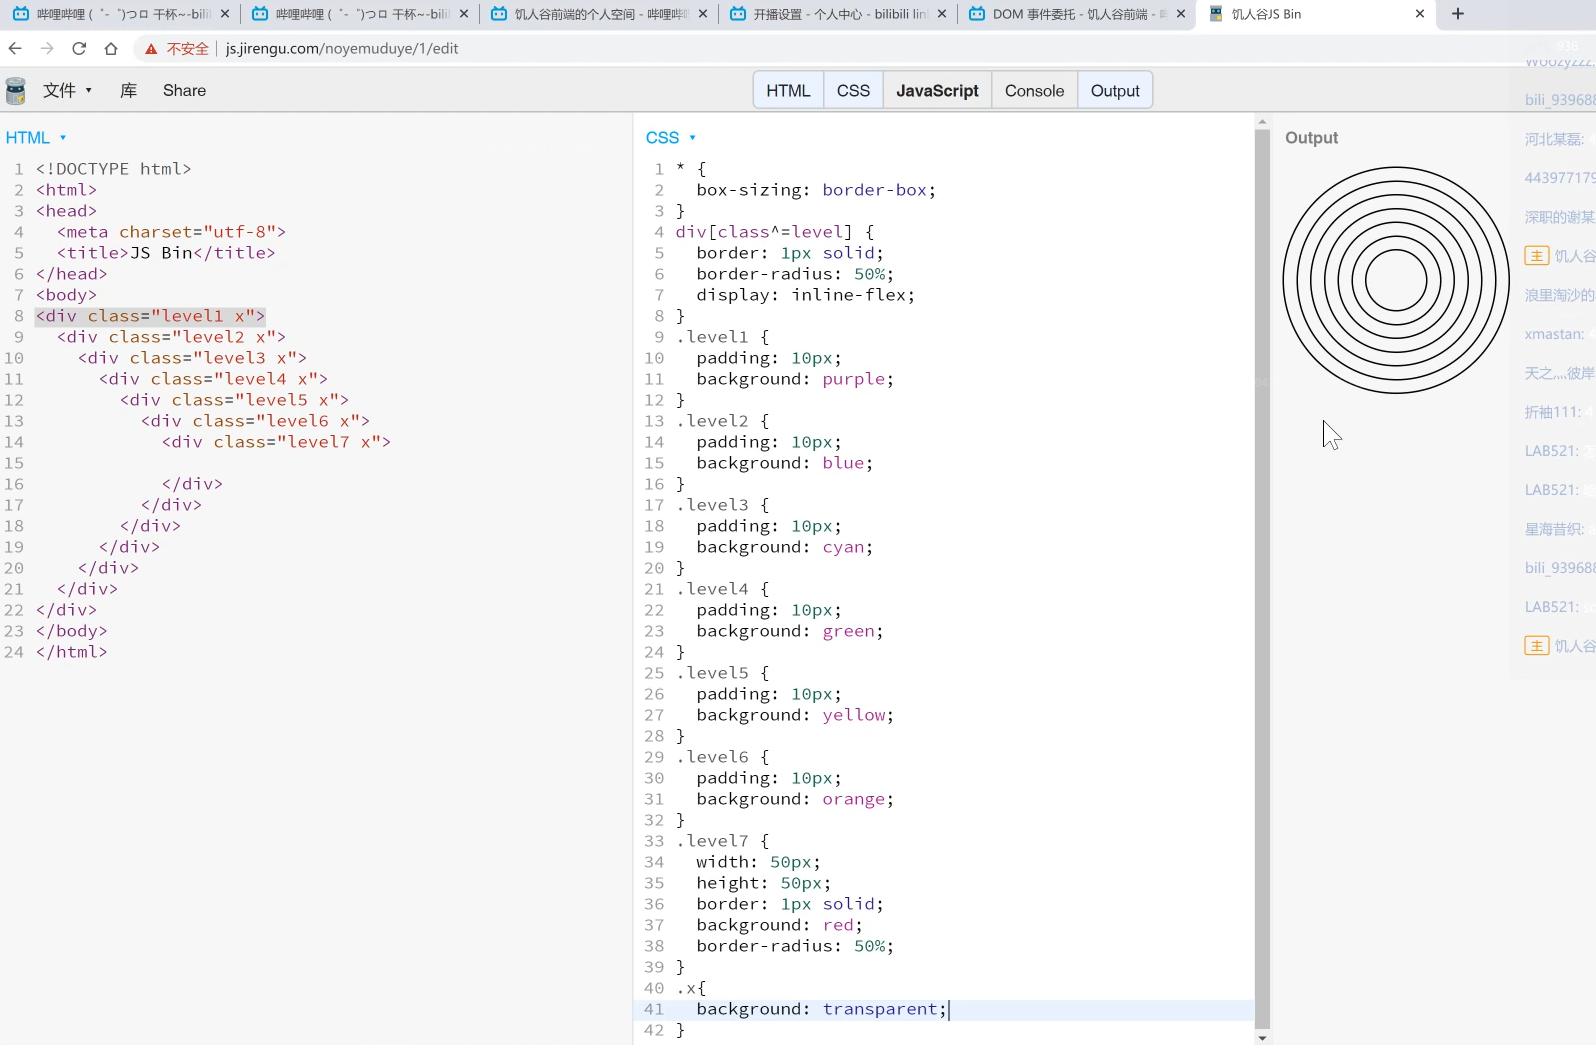 哔哩哔哩 (゜-゜)つロ 干杯~-bili
哔哩哔哩 (゜-゜)つロ 干杯~-bili
饥人谷前端的个人空间 - 哔哩哔
开播设置 - 个人中心 - bilibili lin
DOM 事件委托 - 饥人谷前端 -
饥人谷JS Bin
不安全
js.jirengu.com/noyemuduye/1/edit
文件
库
Share
HTML
CSS
JavaScript
Console
Output
HTML
1 <!DOCTYPE html>
2 <html>
3 <head>
4 <meta charset="utf-8">
5 <title>JS Bin</title>
6 </head>
7 <body>
8 <div class="level1 x">
9 <div class="level2 x">
10 <div class="level3 x">
11 <div class="level4 x">
12 <div class="level5 x">
13 <div class="level6 x">
14 <div class="level7 x">
15
16 </div>
17 </div>
18 </div>
19 </div>
20 </div>
21 </div>
22 </div>
23 </body>
24 </html>
CSS
1 * {
2 box-sizing: border-box;
3 }
4 div[class^=level] {
5 border: 1px solid;
6 border-radius: 50%;
7 display: inline-flex;
8 }
9 .level1 {
10 padding: 10px;
11 background: purple;
12 }
13 .level2 {
14 padding: 10px;
15 background: blue;
16 }
17 .level3 {
18 padding: 10px;
19 background: cyan;
20 }
21 .level4 {
22 padding: 10px;
23 background: green;
24 }
25 .level5 {
26 padding: 10px;
27 background: yellow;
28 }
29 .level6 {
30 padding: 10px;
31 background: orange;
32 }
33 .level7 {
34 width: 50px;
35 height: 50px;
36 border: 1px solid;
37 background: red;
38 border-radius: 50%;
39 }
40 .x{
41 background: transparent;
42 }
Output
Woozyzzz:
bili_93968
河北某磊:
44397717
深职的谢某
主 饥人谷
浪里淘沙的
xmastan:
天之灬彼岸
折袖111: 4
LAB521:
LAB521:
星海昔织:
bili_93968
LAB521:
主 饥人谷